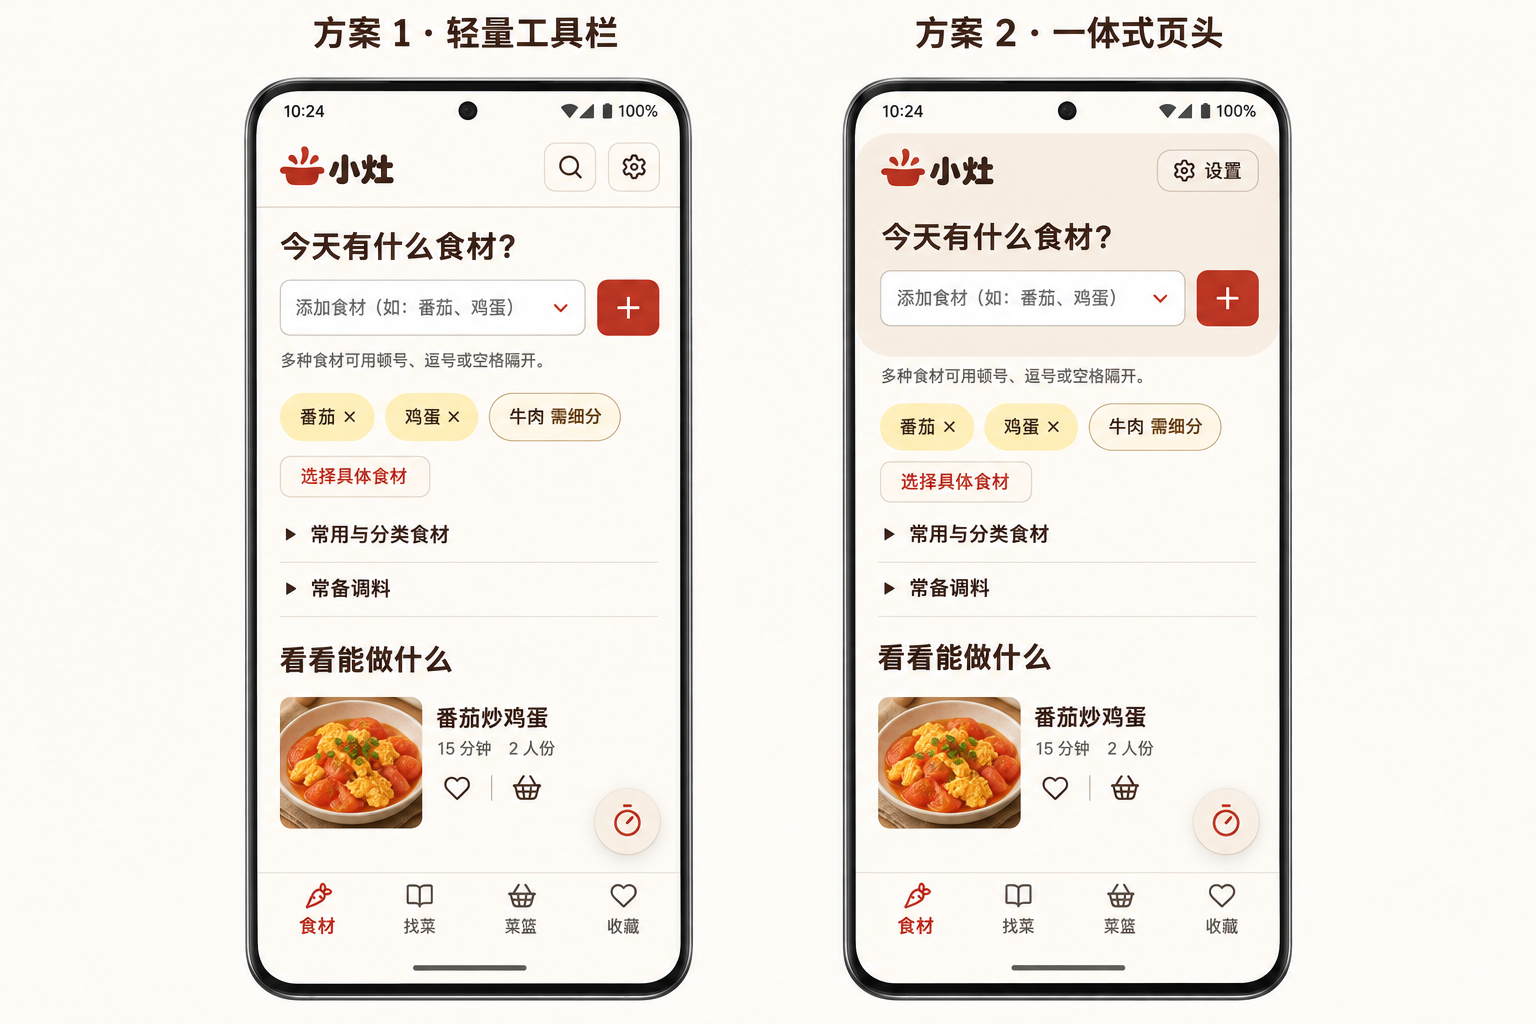 方案 1 · 轻量工具栏
10:24
100%
小灶
今天有什么食材？
添加食材（如：番茄、鸡蛋）
多种食材可用顿号、逗号或空格隔开。
番茄 ×
鸡蛋 ×
牛肉 需细分
选择具体食材
常用与分类食材
常备调料
看看能做什么
番茄炒鸡蛋
15 分钟 2 人份
食材
找菜
菜篮
收藏
方案 2 · 一体式页头
10:24
100%
小灶
设置
今天有什么食材？
添加食材（如：番茄、鸡蛋）
多种食材可用顿号、逗号或空格隔开。
番茄 ×
鸡蛋 ×
牛肉 需细分
选择具体食材
常用与分类食材
常备调料
看看能做什么
番茄炒鸡蛋
15 分钟 2 人份
食材
找菜
菜篮
收藏